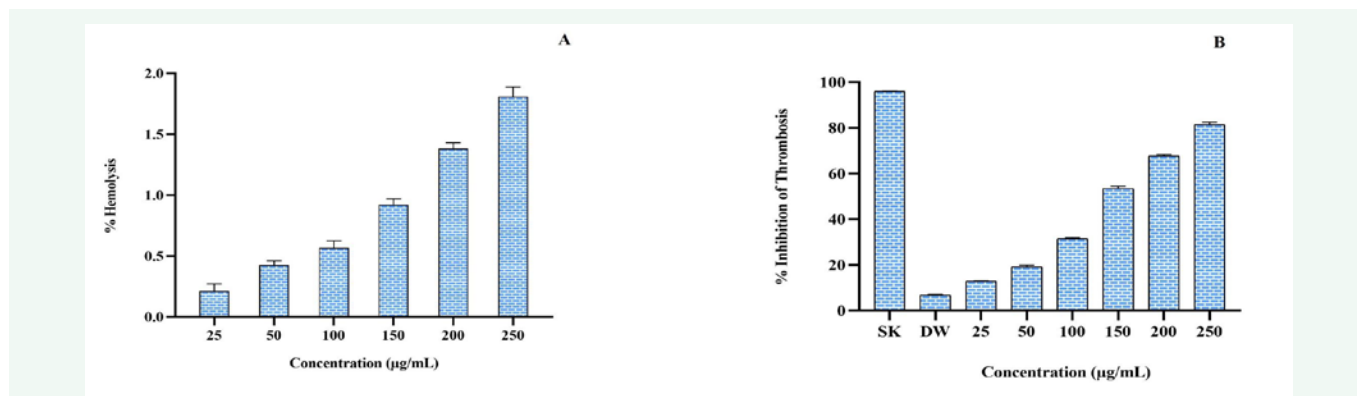 A
% Hemolysis
2.0
1.5
1.0
0.5
0.0
25 50 100 150 200 250
Concentration (µg/mL)
B
% Inhibition of Thrombosis
100
80
60
40
20
0
SK DW 25 50 100 150 200 250
Concentration (µg/mL)